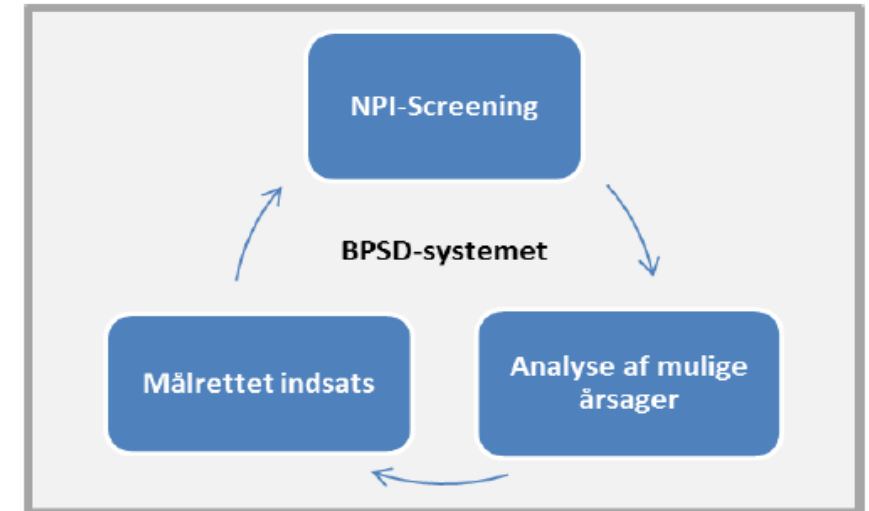 NPI-Screening
BPSD-systemet
Målrettet indsats
Analyse af mulige
årsager